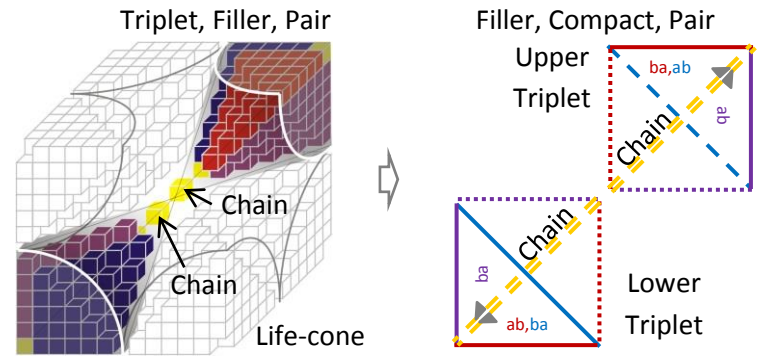 Triplet, Filler, Pair
Chain
Chain
Life-cone
Filler, Compact, Pair
Upper
Triplet
ba,ab
ab
Chain
Chain
ba
ab,ba
Lower
Triplet